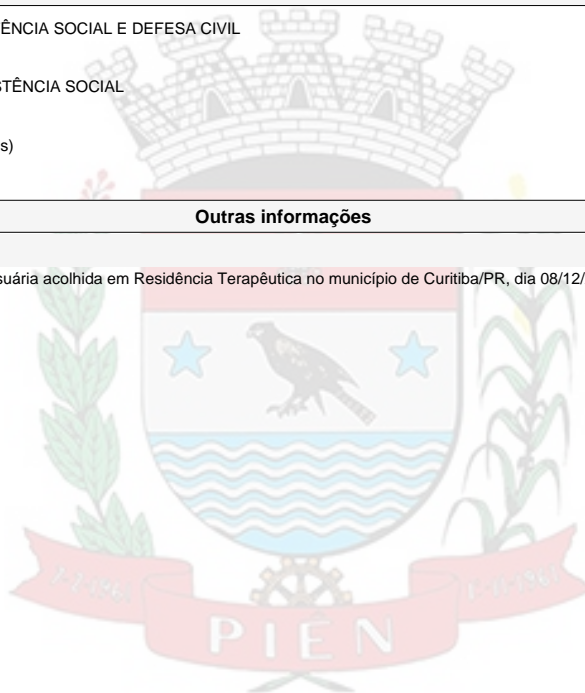 ÊNCIA SOCIAL E DEFESA CIVIL
STÊNCIA SOCIAL
s)
Outras informações
suária acolhida em Residência Terapêutica no município de Curitiba/PR, dia 08/12/
PIÊN